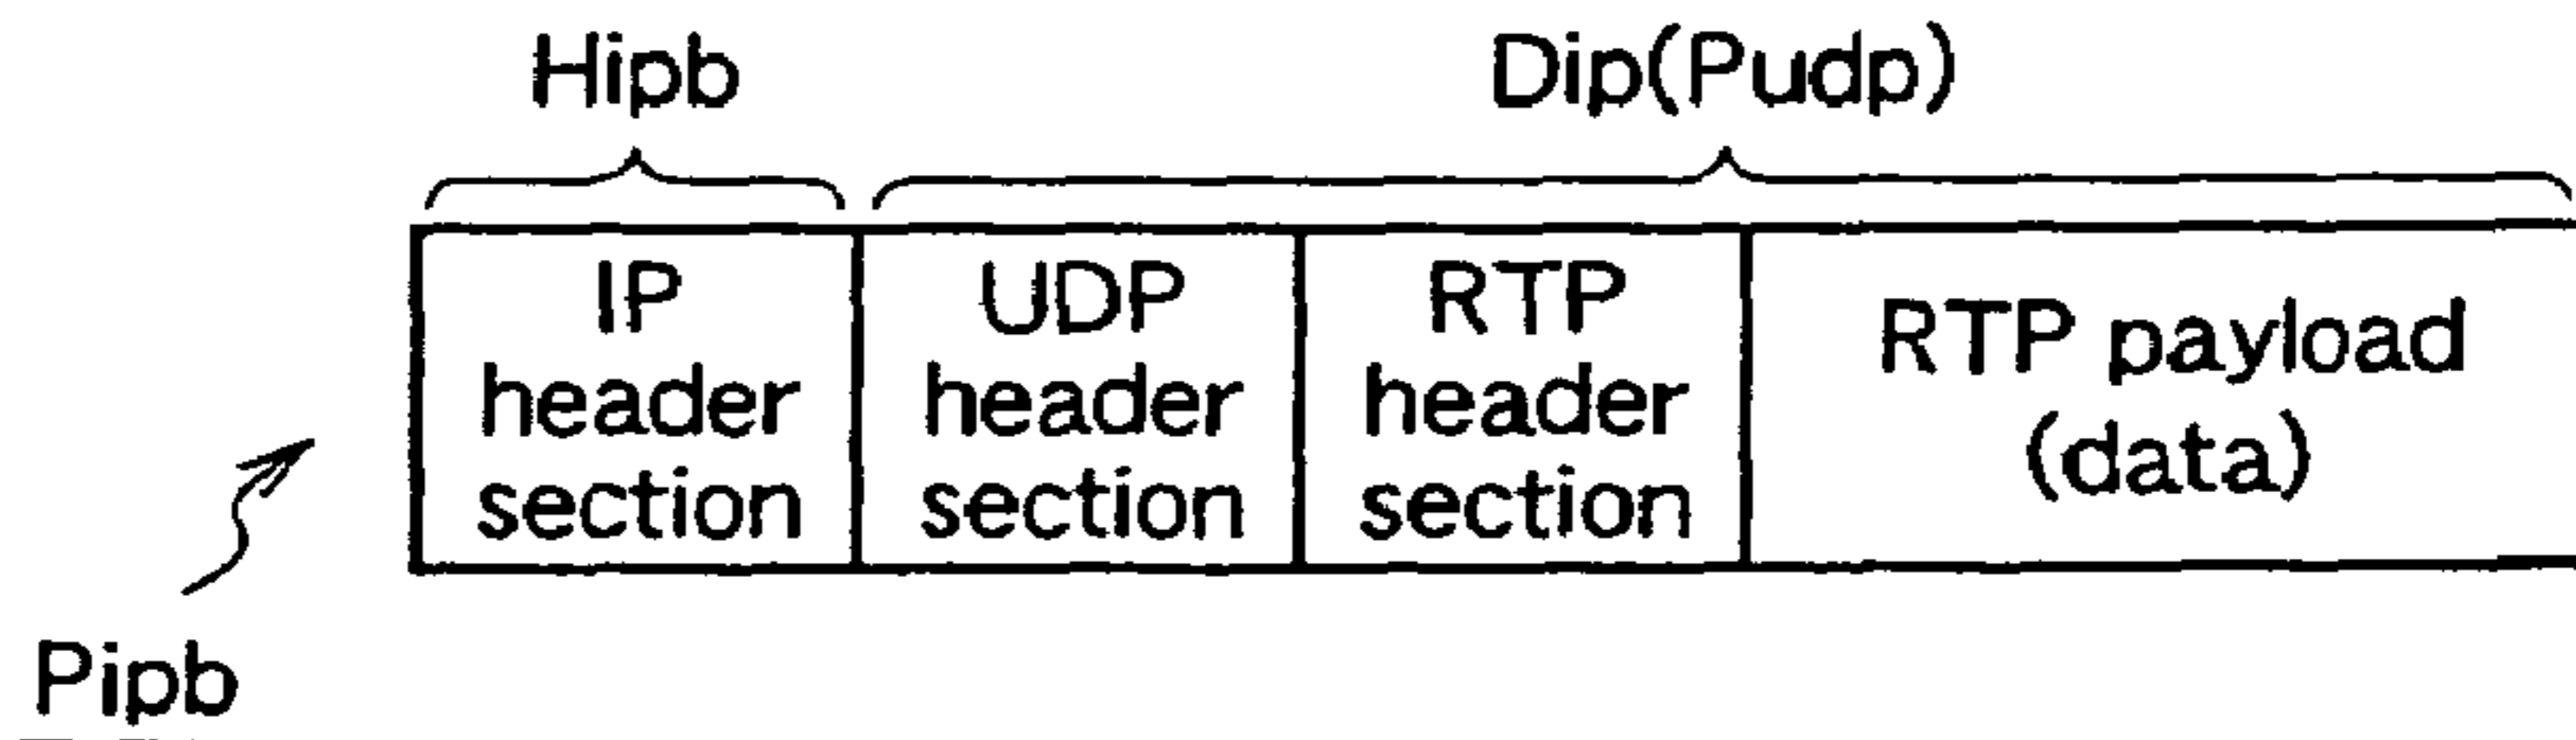 Hipb
Dip(Pudp)
IP
header
section
UDP
header
section
RTP
header
section
RTP payload
(data)
Pipb